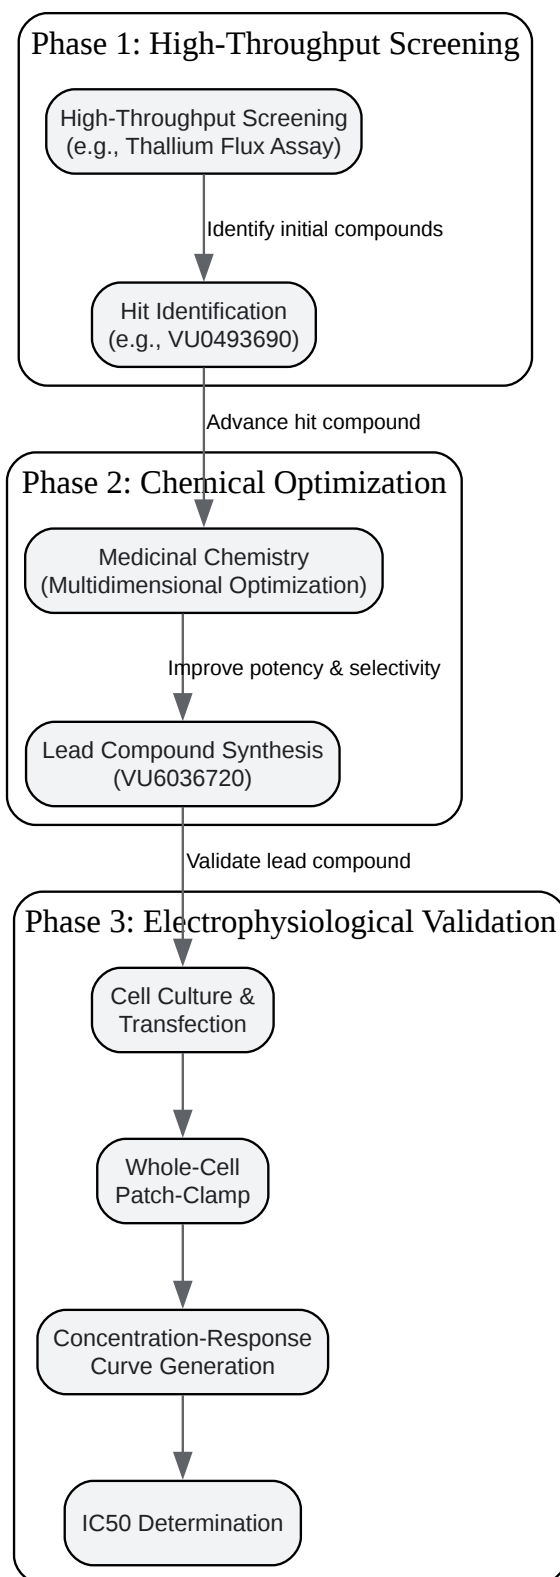 Phase 1: High-Throughput Screening
High-Throughput Screening
(e.g., Thallium Flux Assay)
Identify initial compounds
Hit Identification
(e.g., VU0493690)
Advance hit compound
Phase 2: Chemical Optimization
Medicinal Chemistry
(Multidimensional Optimization)
Improve potency & selectivity
Lead Compound Synthesis
(VU6036720)
Validate lead compound
Phase 3: Electrophysiological Validation
Cell Culture &
Transfection
Whole-Cell
Patch-Clamp
Concentration-Response
Curve Generation
IC50 Determination